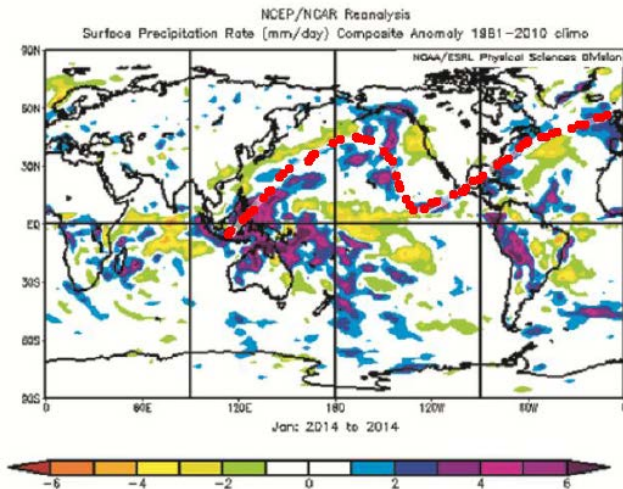 NCEP/NCAR Reanalysis
Surface Precipitation Rate (mm/day) Composite Anomaly 1981-2010 climo
NOAA/ESRL Physical Sciences Division
90N
60N
30N
EQ
30S
60S
90S
0 60E 120E 180 120W 60W 0
Jan: 2014 to 2014
-6 -4 -2 0 2 4 6